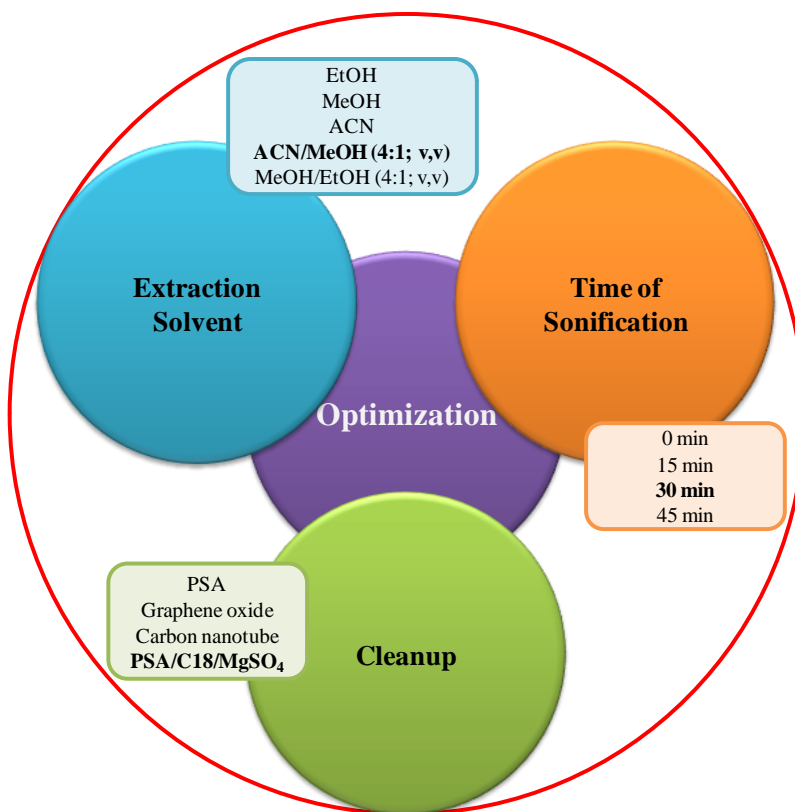 EtOH
MeOH
ACN
ACN/MeOH (4:1; v,v)
MeOH/EtOH (4:1; v,v)
Extraction
Solvent
Time of
Sonification
Optimization
0 min
15 min
30 min
45 min
PSA
Graphene oxide
Carbon nanotube
PSA/C18/MgSO₄
Cleanup